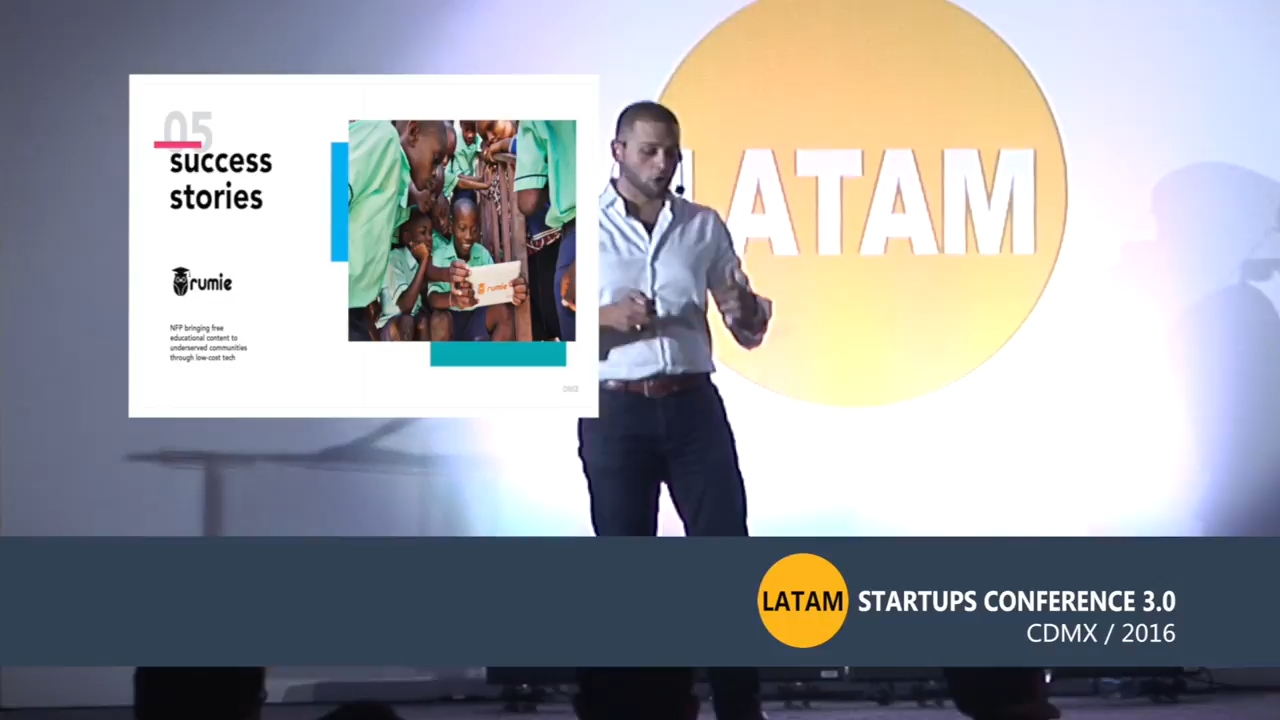 05
success
stories
rumie
NFP bringing free
educational content to
underserved communities
through low-cost tech
rumie
LATAM
LATAM
STARTUPS CONFERENCE 3.0
CDMX / 2016